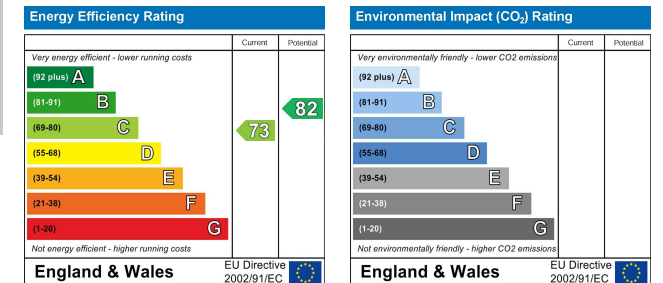 Energy Efficiency Rating
Current Potential
Very energy efficient - lower running costs
(92 plus) A
(81-91) B
82
(69-80) C
73
(55-68) D
(39-54) E
(21-38) F
(1-20) G
Not energy efficient - higher running costs
England & Wales
EU Directive
2002/91/EC
Environmental Impact (CO₂) Rating
Current Potential
Very environmentally friendly - lower CO2 emissions
(92 plus) A
(81-91) B
(69-80) C
(55-68) D
(39-54) E
(21-38) F
(1-20) G
Not environmentally friendly - higher CO2 emissions
England & Wales
EU Directive
2002/91/EC